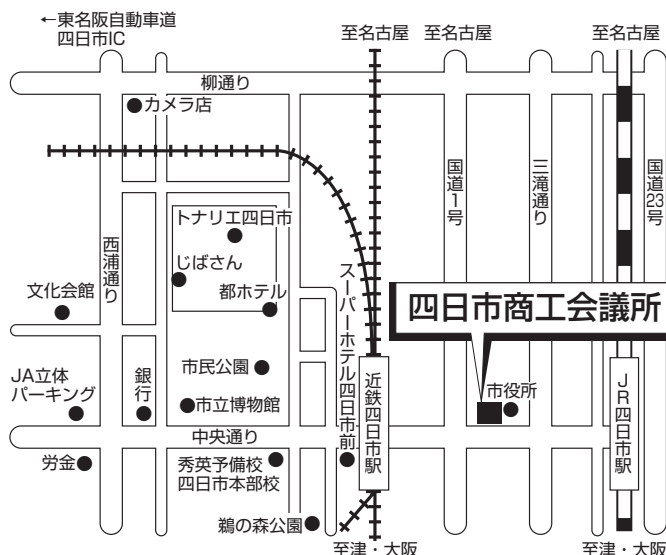 ←東名阪自動車道
四日市IC
至名古屋
至名古屋
至名古屋
柳通り
カメラ店
国道1号
三滝通り
国道23号
西浦通り
トナリエ四日市
じばさん
都ホテル
スーパーホテル四日市前
文化会館
四日市商工会議所
市民公園
JA立体
パーキング
銀行
市立博物館
近鉄四日市駅
市役所
JR四日市駅
中央通り
労金
秀英予備校
四日市本部校
鵜の森公園
至津・大阪
至津・大阪